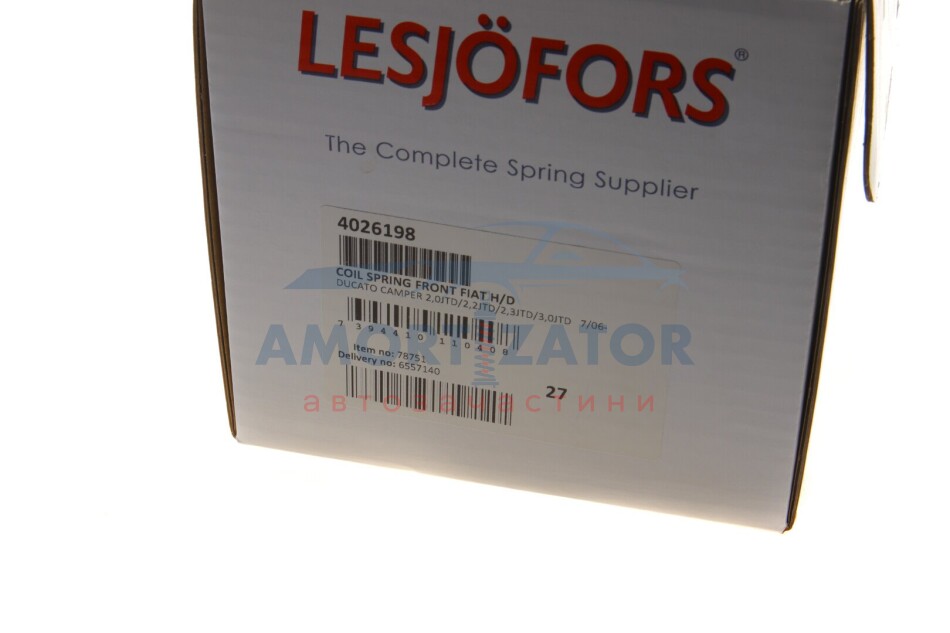 LESJÖFORS®
The Complete Spring Supplier
4026198
COIL SPRING FRONT FIAT H/D
DUCATO CAMPER 2,0JTD/2,2JTD/2,3JTD/3,0JTD 7/06-
7 394410 110408
AMORTIZATOR
Item no: 78751
Delivery no: 6557140
27
автозапчастини